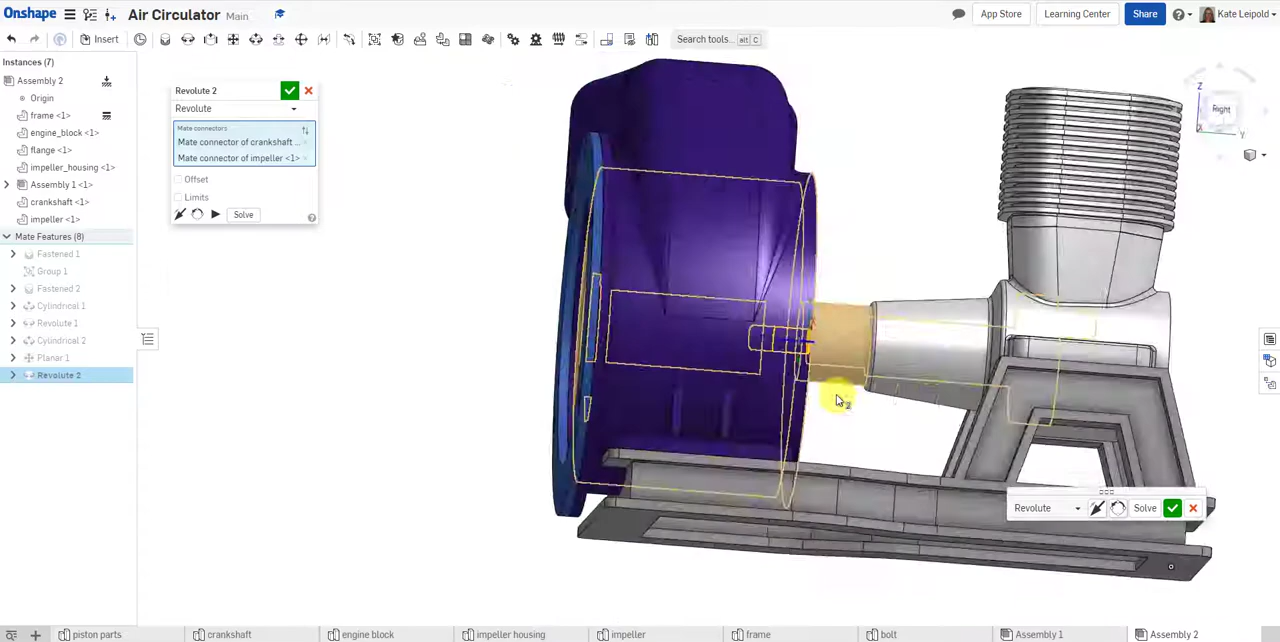 Onshape
Air Circulator Main
App Store
Learning Center
Share
Kate Leipold
Insert
Search tools... alt C
Instances (7)
Assembly 2
Origin
frame <1>
engine_block <1>
flange <1>
impeller_housing <1>
Assembly 1 <1>
crankshaft <1>
impeller <1>
Mate Features (8)
Fastened 1
Group 1
Fastened 2
Cylindrical 1
Revolute 1
Cylindrical 2
Planar 1
Revolute 2
Revolute 2
Revolute
Mate connectors
Mate connector of crankshaft ...
Mate connector of impeller <1>
Offset
Limits
Solve
Z
Right
X
Y
2
Revolute
Solve
piston parts
crankshaft
engine block
impeller housing
impeller
frame
bolt
Assembly 1
Assembly 2